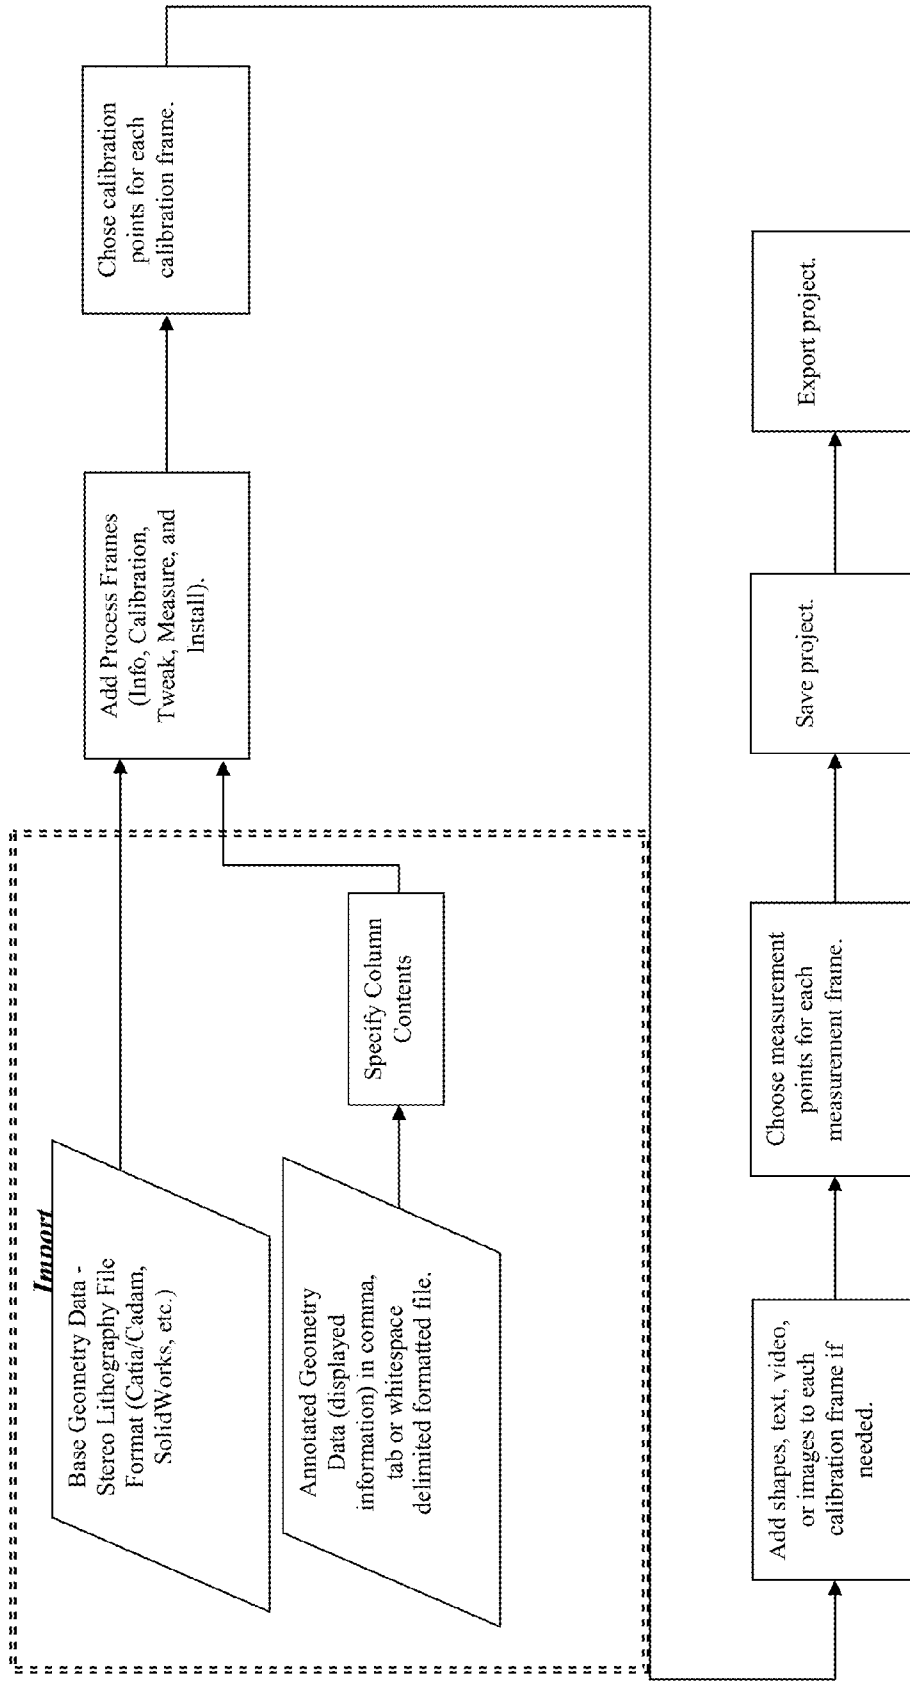 Import
Base Geometry Data -
Stereo Lithography File
Format (Catia/Cadam,
SolidWorks, etc.)
Annotated Geometry
Data (displayed
information) in comma,
tab or whitespace
delimited formatted file.
Specify Column
Contents
Add Process Frames
(Info, Calibration,
Tweak, Measure, and
Install).
Chose calibration
points for each
calibration frame.
Add shapes, text, video,
or images to each
calibration frame if
needed.
Choose measurement
points for each
measurement frame.
Save project.
Export project.